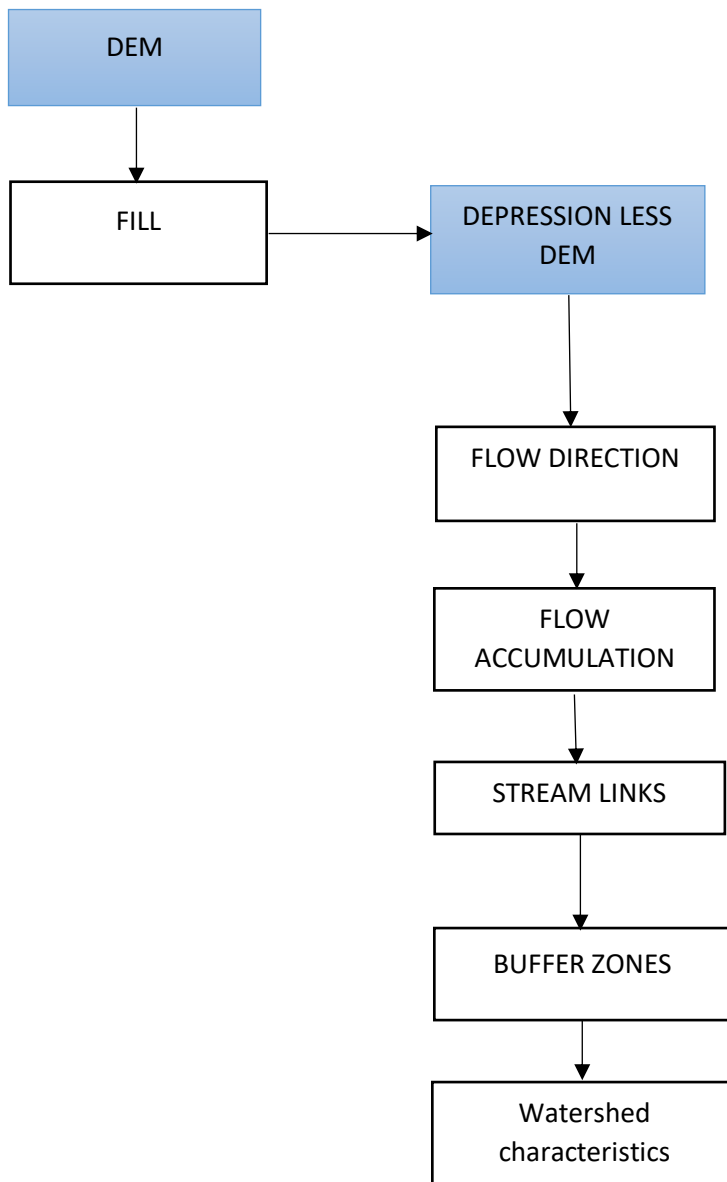 DEM
FILL
DEPRESSION LESS
DEM
FLOW DIRECTION
FLOW
ACCUMULATION
STREAM LINKS
BUFFER ZONES
Watershed
characteristics